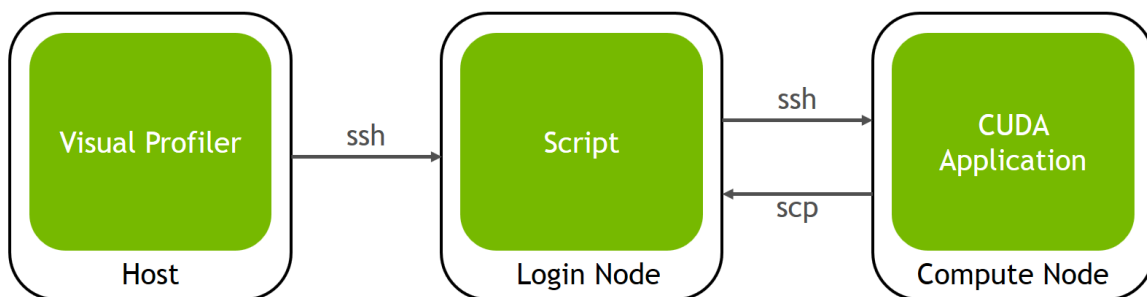 Visual Profiler
Host
ssh
Script
Login Node
ssh
scp
CUDA
Application
Compute Node